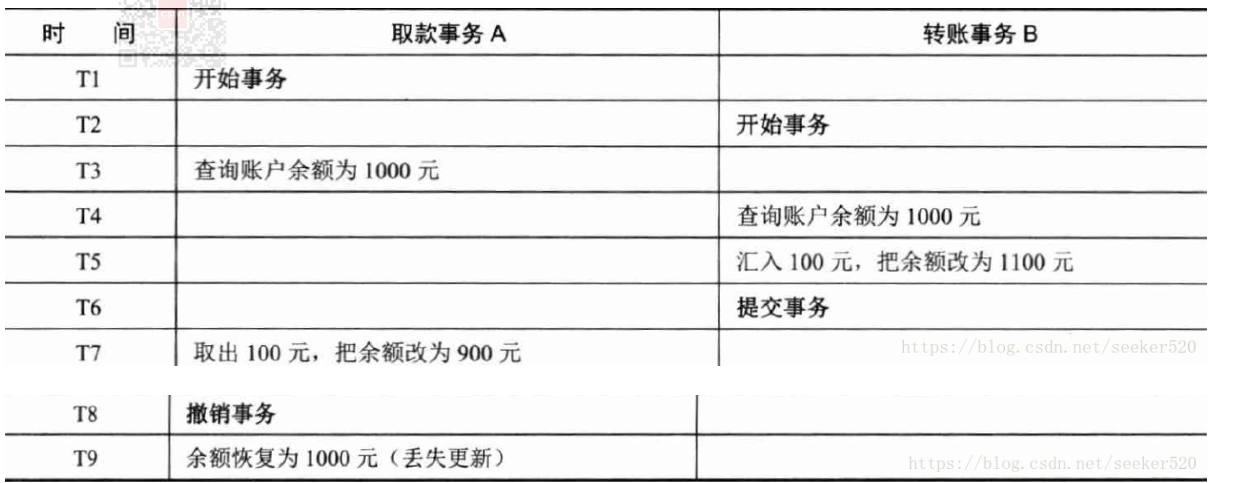 时 间 取款事务 A 转账事务 B
T1 开始事务
T2 开始事务
T3 查询账户余额为 1000 元
T4 查询账户余额为 1000 元
T5 汇入 100 元，把余额改为 1100 元
T6 提交事务
T7 取出 100 元，把余额改为 900 元
https://blog.csdn.net/seeker520
T8 撤销事务
T9 余额恢复为 1000 元（丢失更新）
https://blog.csdn.net/seeker520